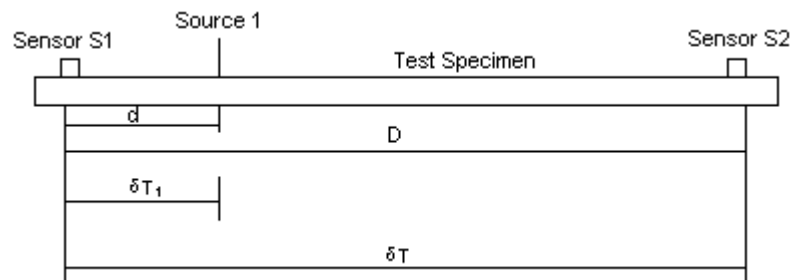 Source 1
Sensor S1
Sensor S2
Test Specimen
d
D
δT₁
δT